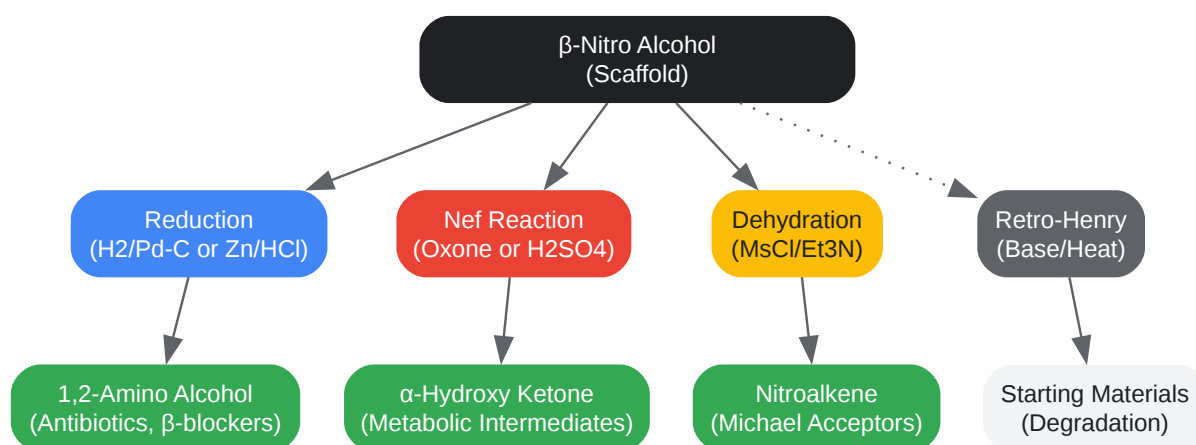 β-Nitro Alcohol
(Scaffold)
Reduction
(H2/Pd-C or Zn/HCl)
Nef Reaction
(Oxone or H2SO4)
Dehydration
(MsCl/Et3N)
Retro-Henry
(Base/Heat)
1,2-Amino Alcohol
(Antibiotics, β-blockers)
α-Hydroxy Ketone
(Metabolic Intermediates)
Nitroalkene
(Michael Acceptors)
Starting Materials
(Degradation)